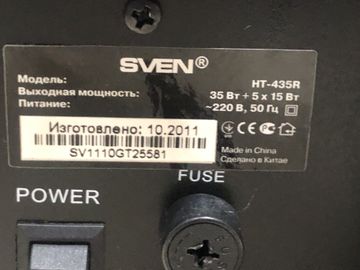 SVEN®
Модель: HT-435R
Выходная мощность: 35 Вт + 5 x 15 Вт
Питание: ~220 В, 50 Гц
Изготовлено: 10.2011
SV1110GT25581
Made in China
Сделано в Китае
POWER
FUSE